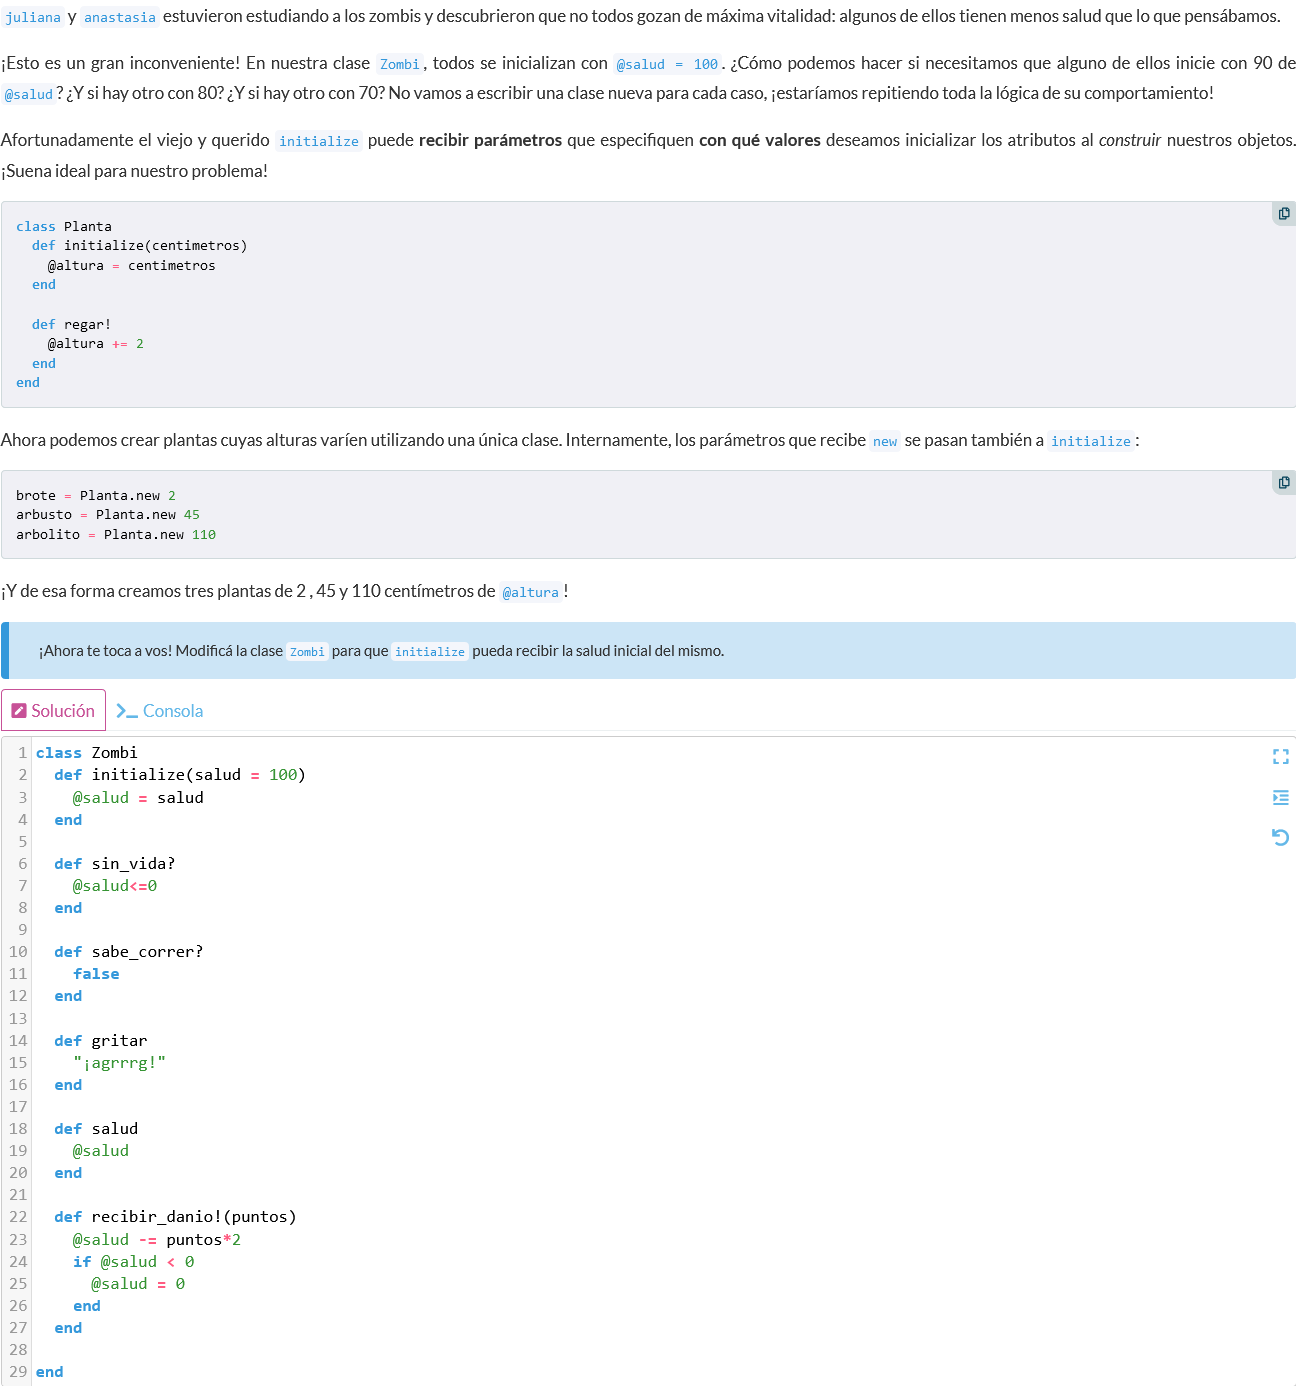 juliana y anastasia estuvieron estudiando a los zombis y descubrieron que no todos gozan de máxima vitalidad: algunos de ellos tienen menos salud que lo que pensábamos.
¡Esto es un gran inconveniente! En nuestra clase Zombi, todos se inicializan con @salud = 100. ¿Cómo podemos hacer si necesitamos que alguno de ellos inicie con 90 de
@salud? ¿Y si hay otro con 80? ¿Y si hay otro con 70? No vamos a escribir una clase nueva para cada caso, ¡estaríamos repitiendo toda la lógica de su comportamiento!
Afortunadamente el viejo y querido initialize puede recibir parámetros que especifiquen con qué valores deseamos inicializar los atributos al construir nuestros objetos.
¡Suena ideal para nuestro problema!
class Planta
  def initialize(centimetros)
    @altura = centimetros
  end

  def regar!
    @altura += 2
  end
end
Ahora podemos crear plantas cuyas alturas varíen utilizando una única clase. Internamente, los parámetros que recibe new se pasan también a initialize:
brote = Planta.new 2
arbusto = Planta.new 45
arbolito = Planta.new 110
¡Y de esa forma creamos tres plantas de 2 , 45 y 110 centímetros de @altura!
¡Ahora te toca a vos! Modificá la clase Zombi para que initialize pueda recibir la salud inicial del mismo.
Solución Consola
1 class Zombi
2   def initialize(salud = 100)
3     @salud = salud
4   end
5
6   def sin_vida?
7     @salud<=0
8   end
9
10   def sabe_correr?
11     false
12   end
13
14   def gritar
15     "¡agrrrg!"
16   end
17
18   def salud
19     @salud
20   end
21
22   def recibir_danio!(puntos)
23     @salud -= puntos*2
24     if @salud < 0
25       @salud = 0
26     end
27   end
28
29 end